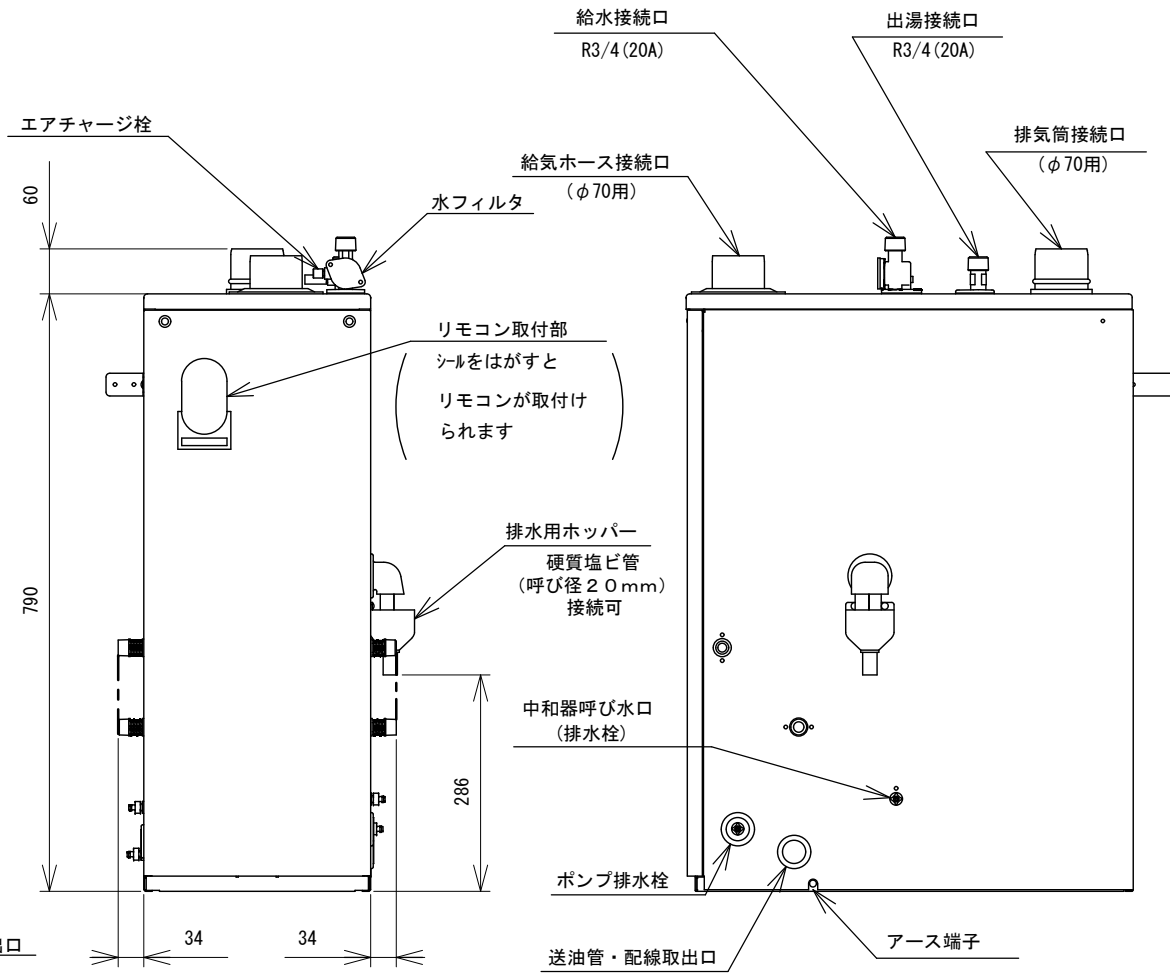 給水接続口
R3/4(20A)
出湯接続口
R3/4(20A)
エアチャージ栓
給気ホース接続口
(φ70用)
排気筒接続口
(φ70用)
60
水フィルタ
リモコン取付部
シールをはがすと
リモコンが取付け
られます
排水用ホッパー
硬質塩ビ管
(呼び径20mm)
接続可
790
中和器呼び水口
(排水栓)
286
ポンプ排水栓
出口
34
34
送油管・配線取出口
アース端子